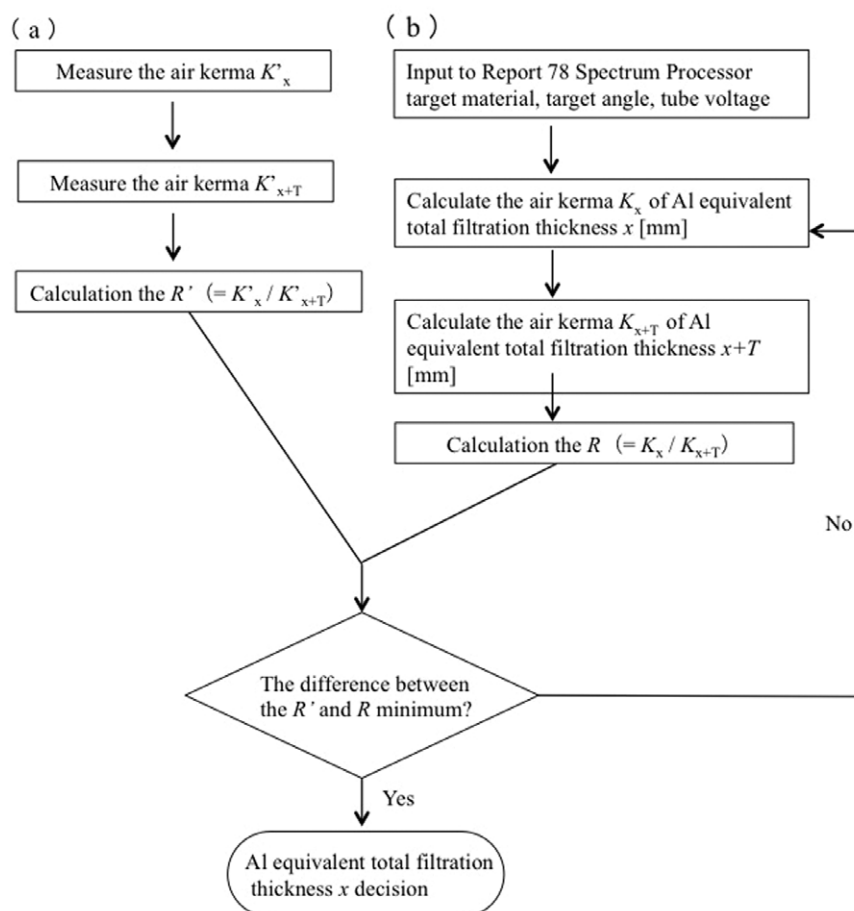 ( a )
Measure the air kerma K’x
Measure the air kerma K’x+T
Calculation the R’ (= K’x / K’x+T)
( b )
Input to Report 78 Spectrum Processor
target material, target angle, tube voltage
Calculate the air kerma Kx of Al equivalent
total filtration thickness x [mm]
Calculate the air kerma Kx+T of Al
equivalent total filtration thickness x+T
[mm]
Calculation the R (= Kx / Kx+T)
No
The difference between
the R’ and R minimum?
Yes
Al equivalent total filtration
thickness x decision